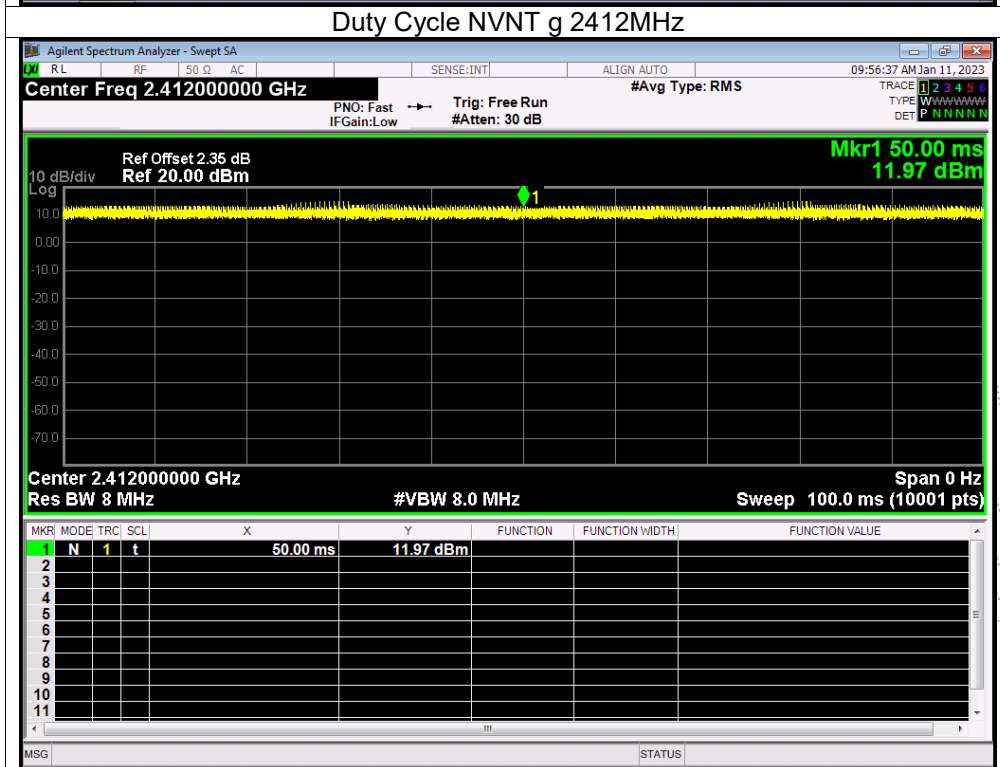 Duty Cycle NVNT g 2412MHz
Agilent Spectrum Analyzer - Swept SA
LXI RL RF 50 Ω AC SENSE:INT ALIGN AUTO 09:56:37 AM Jan 11, 2023
Center Freq 2.412000000 GHz
#Avg Type: RMS
TRACE 1 2 3 4 5 6
PNO: Fast
Trig: Free Run
TYPE WWWWWW
IFGain:Low
#Atten: 30 dB
DET P N N N N N
Mkr1 50.00 ms
11.97 dBm
Ref Offset 2.35 dB
10 dB/div Ref 20.00 dBm
Log
1
10.0
0.00
-10.0
-20.0
-30.0
-40.0
-50.0
-60.0
-70.0
Center 2.412000000 GHz Span 0 Hz
Res BW 8 MHz #VBW 8.0 MHz Sweep 100.0 ms (10001 pts)
MKR MODE TRC SCL X Y FUNCTION FUNCTION WIDTH FUNCTION VALUE
1 N 1 t 50.00 ms 11.97 dBm
2
3
4
5
6
7
8
9
10
11
MSG STATUS